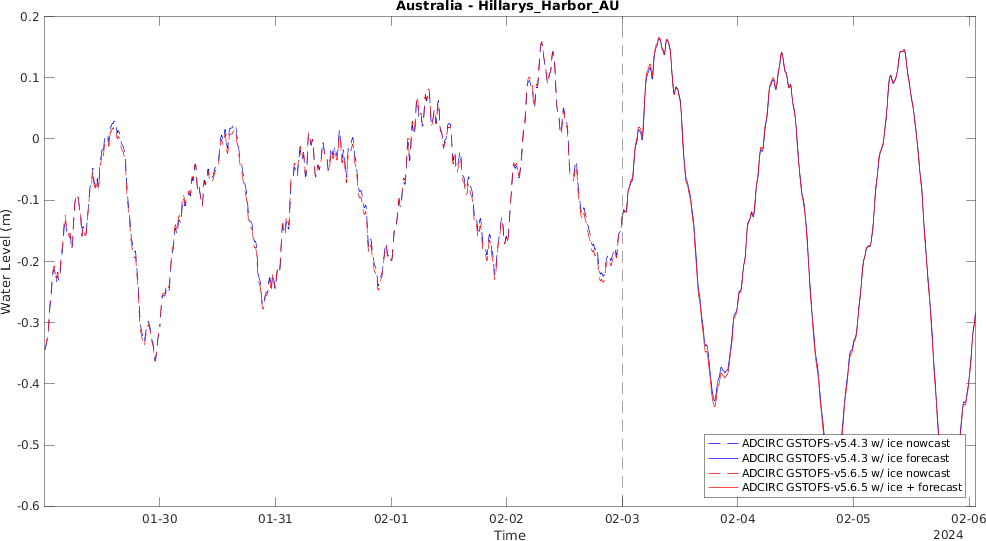 Australia - Hillarys_Harbor_AU
0.2
0.1
0
-0.1
-0.2
-0.3
-0.4
-0.5
-0.6
Water Level (m)
01-30 01-31 02-01 02-02 02-03 02-04 02-05 02-06
Time
2024
ADCIRC GSTOFS-v5.4.3 w/ ice nowcast
ADCIRC GSTOFS-v5.4.3 w/ ice forecast
ADCIRC GSTOFS-v5.6.5 w/ ice nowcast
ADCIRC GSTOFS-v5.6.5 w/ ice + forecast